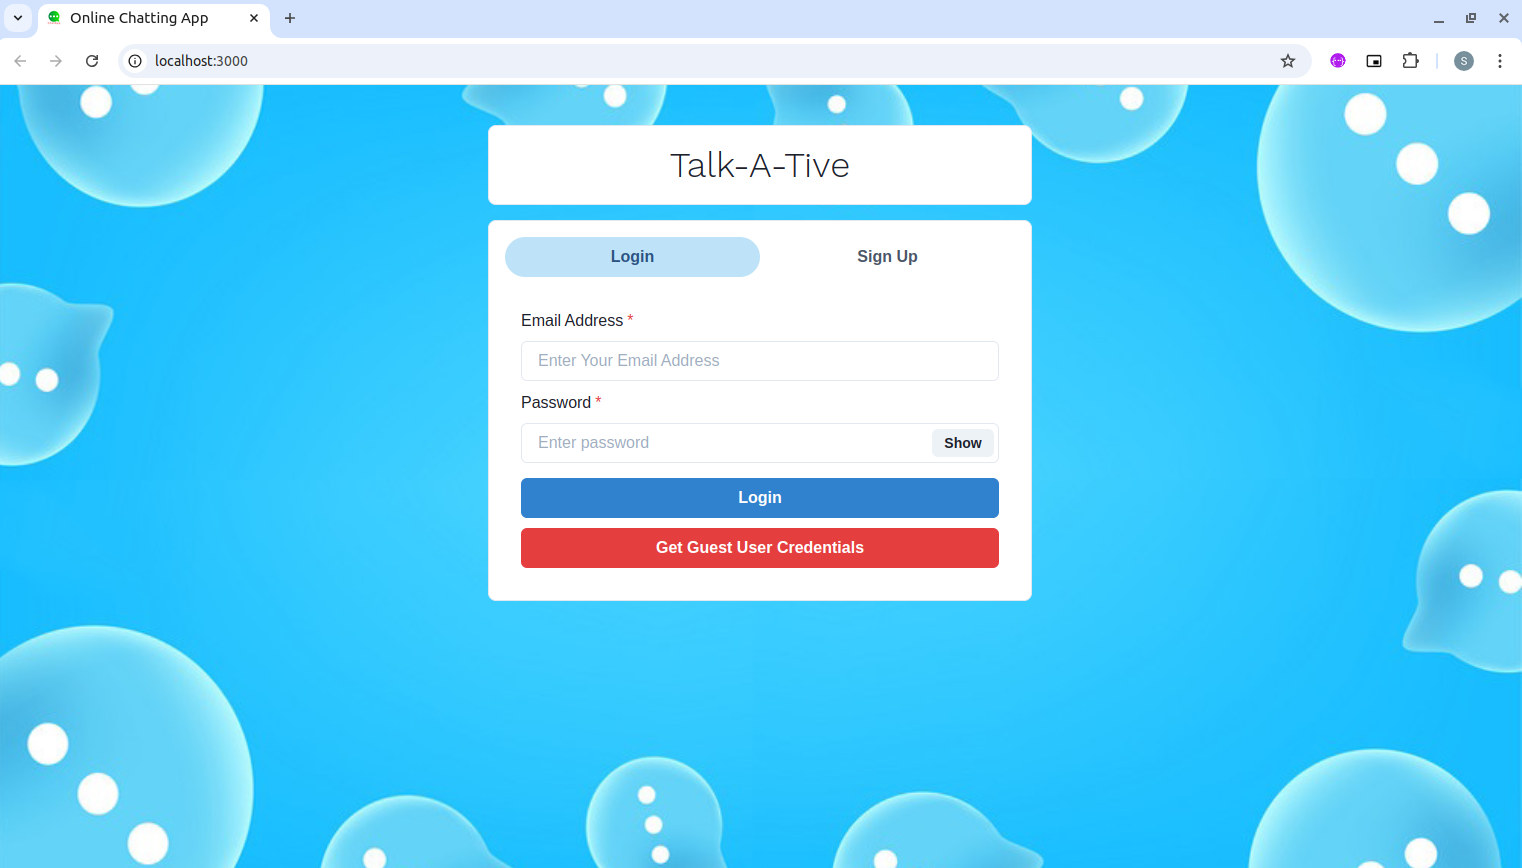 Online Chatting App
localhost:3000
S
Talk-A-Tive
Login
Sign Up
Email Address *
Enter Your Email Address
Password *
Enter password
Show
Login
Get Guest User Credentials